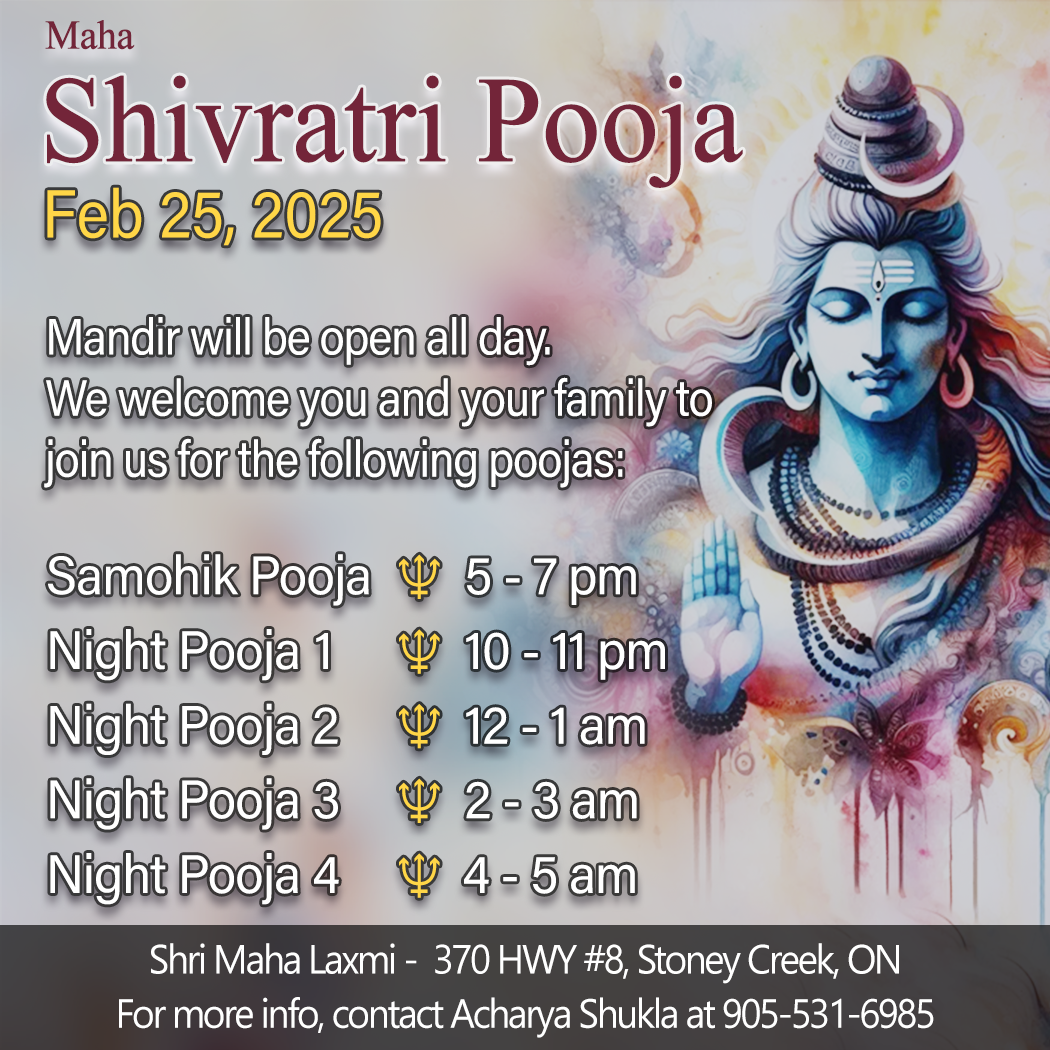 Maha
Shivratri Pooja
Feb 25, 2025
Mandir will be open all day.
We welcome you and your family to
join us for the following poojas:
Samohik Pooja 5 - 7 pm
Night Pooja 1 10 - 11 pm
Night Pooja 2 12 - 1 am
Night Pooja 3 2 - 3 am
Night Pooja 4 4 - 5 am
Shri Maha Laxmi - 370 HWY #8, Stoney Creek, ON
For more info, contact Acharya Shukla at 905-531-6985